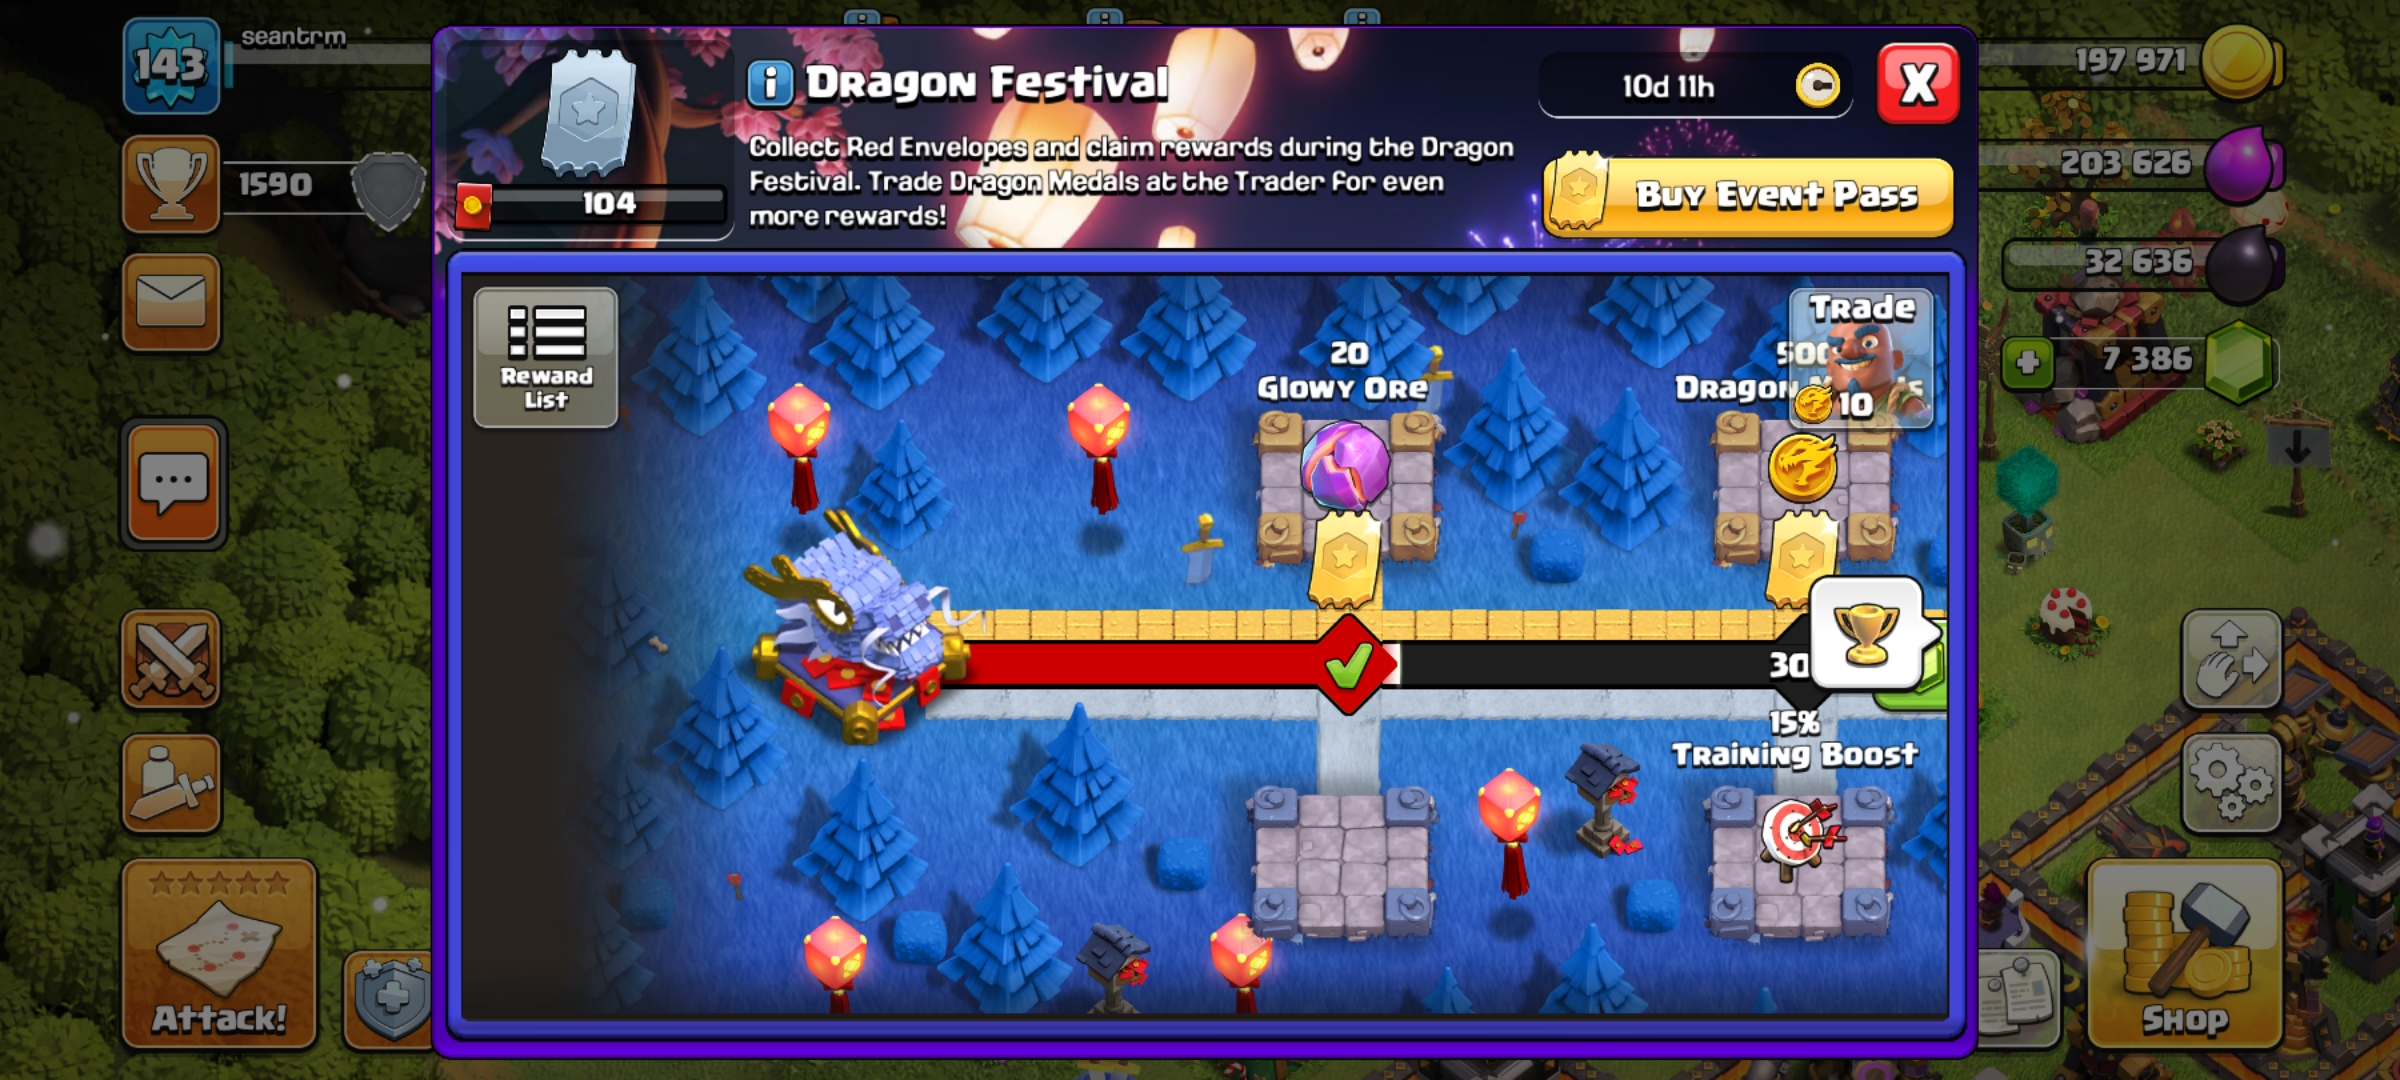 143
seantrm
1590
Dragon Festival
Collect Red Envelopes and claim rewards during the Dragon
Festival. Trade Dragon Medals at the Trader for even
more rewards!
104
10d 11h
X
Buy Event Pass
197 971
203 626
32 636
7 386
Reward
List
20
Glowy Ore
Trade
500
Dragon
10
30
15%
Training Boost
Attack!
Shop